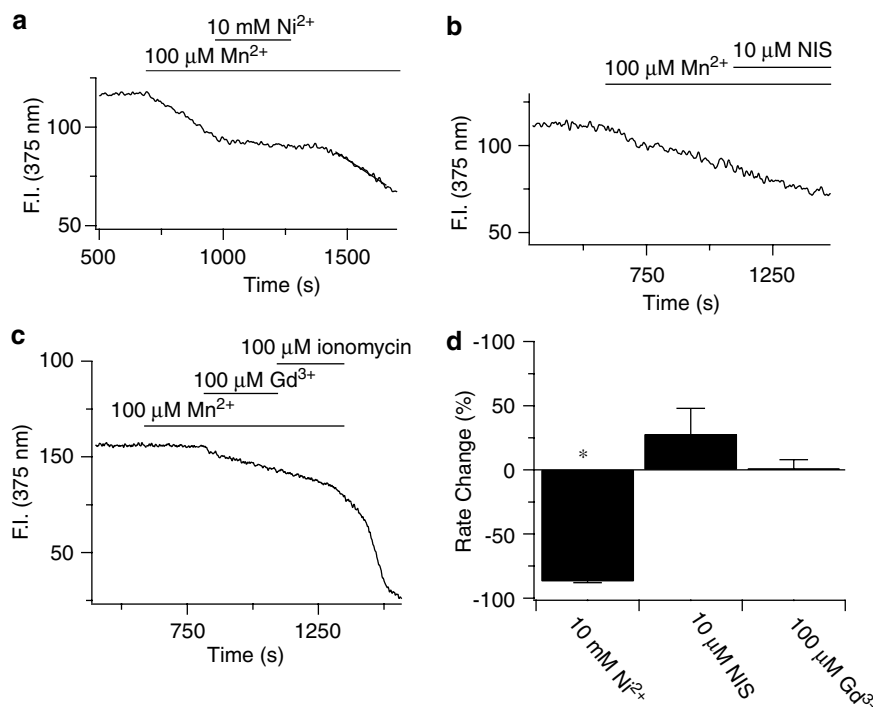 a
10 mM Ni²⁺
100 µM Mn²⁺
F.I. (375 nm)
100
50
500
1000
1500
Time (s)
b
10 µM NIS
100 µM Mn²⁺
F.I. (375 nm)
100
50
750
1250
Time (s)
c
100 µM ionomycin
100 µM Gd³⁺
100 µM Mn²⁺
F.I. (375 nm)
100
150
50
750
1250
Time (s)
d
Rate Change (%)
-100
50
0
-50
-100
*
10 mM Ni²⁺
10 µM NIS
100 µM Gd³⁺